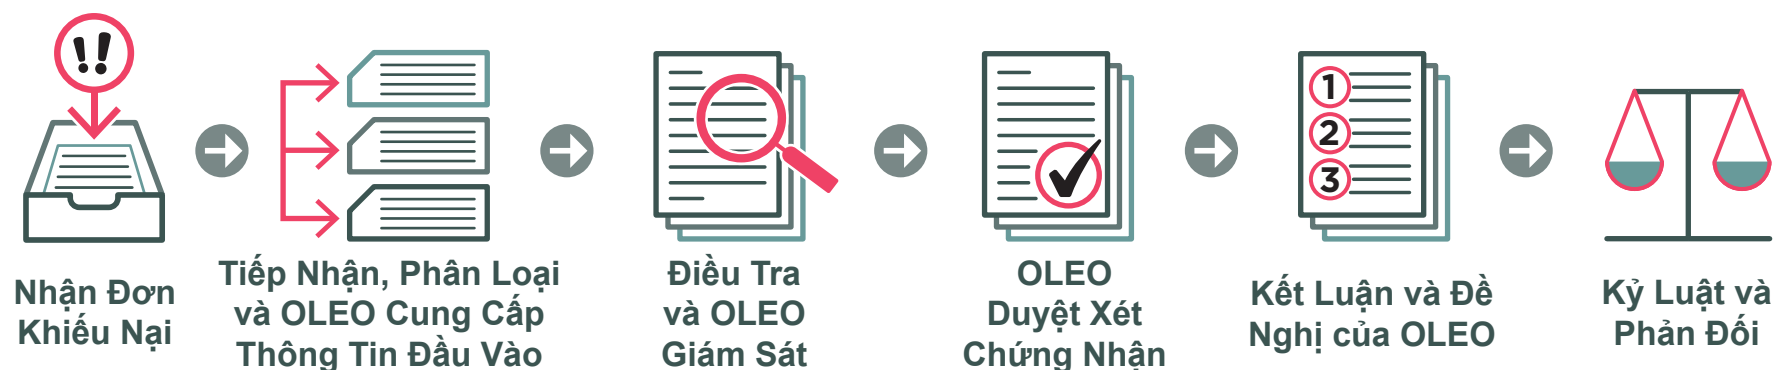 !!
Nhận Đơn
Khiếu Nại
Tiếp Nhận, Phân Loại
và OLEO Cung Cấp
Thông Tin Đầu Vào
Điều Tra
và OLEO
Giám Sát
OLEO
Duyệt Xét
Chứng Nhận
1
2
3
Kết Luận và Đề
Nghị của OLEO
Kỷ Luật và
Phản Đối